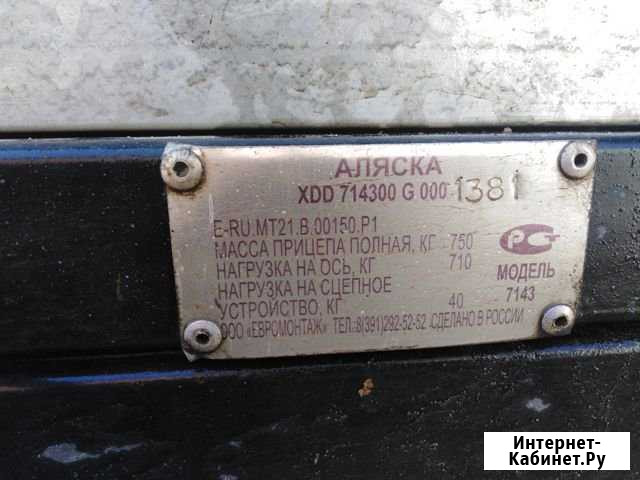 АЛЯСКА
XDD 714300 G 000 1381
E-RU.MT21.B.00150.P1
МАССА ПРИЦЕПА ПОЛНАЯ, КГ 750
НАГРУЗКА НА ОСЬ, КГ 710
НАГРУЗКА НА СЦЕПНОЕ
УСТРОЙСТВО, КГ 40
РСТ
МОДЕЛЬ
7143
ООО «ЕВРОМОНТАЖ» ТЕЛ.:8(391)292-52-52 СДЕЛАНО В РОССИИ
Интернет-
Кабинет.Ру